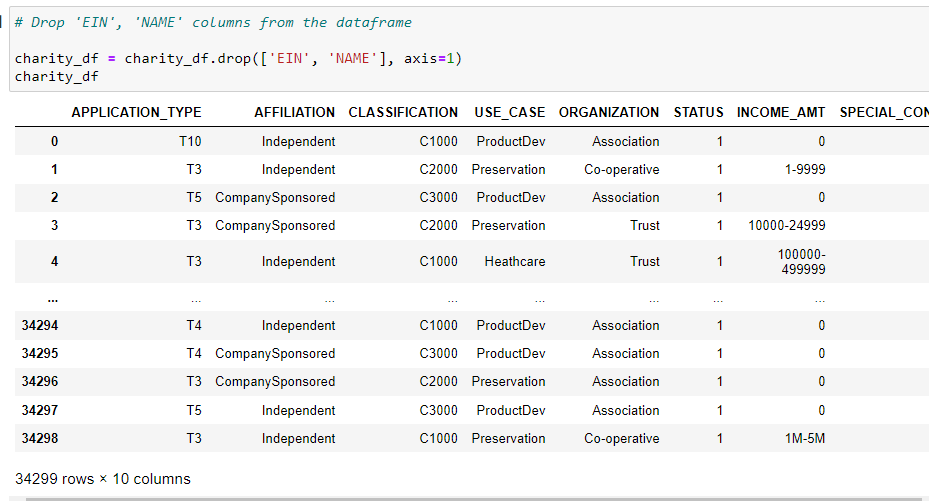 # Drop 'EIN', 'NAME' columns from the dataframe
charity_df = charity_df.drop(['EIN', 'NAME'], axis=1)
charity_df
APPLICATION_TYPE AFFILIATION CLASSIFICATION USE_CASE ORGANIZATION STATUS INCOME_AMT SPECIAL_CON
0 T10 Independent C1000 ProductDev Association 1 0
1 T3 Independent C2000 Preservation Co-operative 1 1-9999
2 T5 CompanySponsored C3000 ProductDev Association 1 0
3 T3 CompanySponsored C2000 Preservation Trust 1 10000-24999
4 T3 Independent C1000 Heathcare Trust 1 100000-
499999
... ... ... ... ... ... ... ...
34294 T4 Independent C1000 ProductDev Association 1 0
34295 T4 CompanySponsored C3000 ProductDev Association 1 0
34296 T3 CompanySponsored C2000 Preservation Association 1 0
34297 T5 Independent C3000 ProductDev Association 1 0
34298 T3 Independent C1000 Preservation Co-operative 1 1M-5M
34299 rows × 10 columns